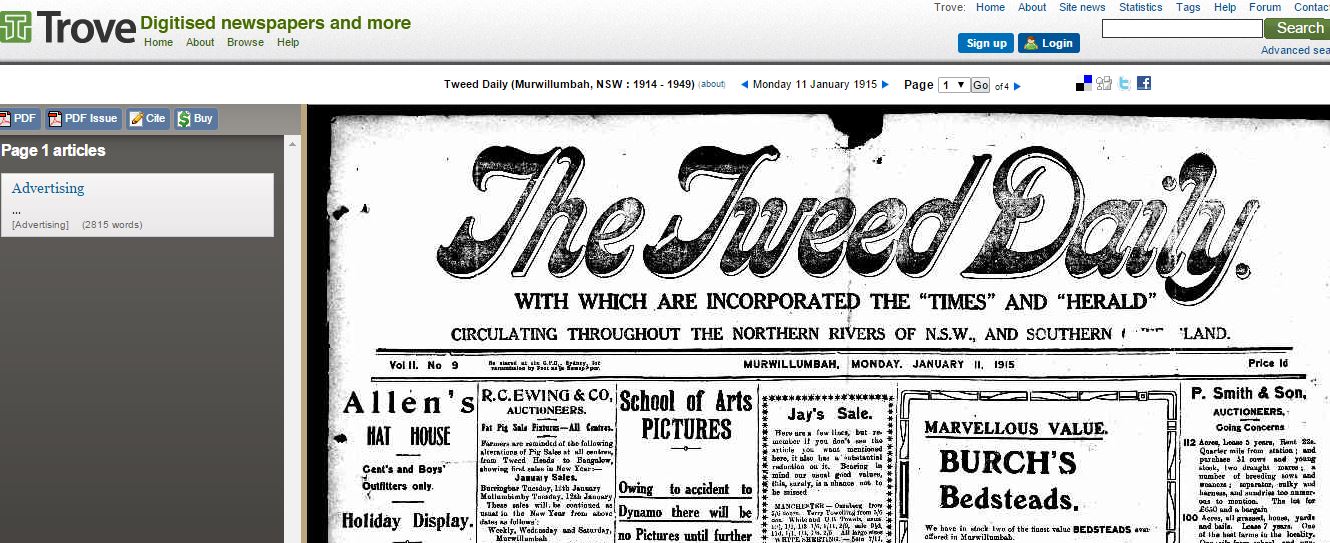 Trove Digitised newspapers and more
Home About Browse Help
Trove: Home About Site news Statistics Tags Help Forum Contac
Search
Sign up Login
Advanced sea
Tweed Daily (Murwillumbah, NSW : 1914 - 1949) (about) Monday 11 January 1915 Page 1 Go of 4
PDF PDF Issue Cite Buy
Page 1 articles
Advertising
...
[Advertising] (2815 words)
The Tweed Daily.
WITH WHICH ARE INCORPORATED THE "TIMES" AND "HERALD"
CIRCULATING THROUGHOUT THE NORTHERN RIVERS OF N.S.W., AND SOUTHERN LAND.
Vol II. No 9
MURWILLUMBAH, MONDAY. JANUARY 11, 1915
Price 1d
Allen's
HAT HOUSE
Gent's and Boys'
Outfitters only.
Holiday Display.
R.C. EWING & CO,
AUCTIONEERS.
Fat Pig Sale Fixtures—All Centres.
Farmers are reminded of the following
alterations of Pig Sales at all centres,
from Tweed Heads to Bangalow,
showing first sales in New Year:—
January Sales.
Burringbar Tuesday, 12th January
Mullumbimby Tuesday, 12th January
These sales will be continued as
usual in the New Year from above
dates as follows:
Weekly, Wednesday and Saturday,
Murwillumbah.
School of Arts
PICTURES
Owing to accident to
Dynamo there will be
no Pictures until further
Jay's Sale.
Here are a few lines, but re-
member if you don't see the
article you want mentioned
here, it also has a substantial
reduction on it. Bearing in
mind our usual good values,
this, surely, is a chance not to
be missed
MARVELLOUS VALUE.
BURCH'S
Bedsteads.
We have in stock two of the finest value BEDSTEADS ever
offered in Murwillumbah.
P. Smith & Son,
AUCTIONEERS,
Going Concerns
112 Acres, lease 5 years, Rent 22s.
Quarter mile from station; and
purchase 51 cows and young
stock, two draught mares; a
number of breeding sows and
separator, sulky and
harness, and sundries too numer-
ous to mention. The lot for
£650 and a bargain
100 Acres, all grassed, house, yards
and bails. Lease 7 years. One
of the best farms in the locality.